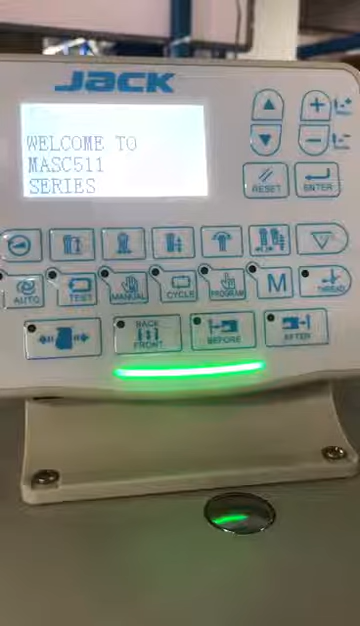 JACK
WELCOME TO
MASC511
SERIES
RESET
ENTER
AUTO
TEST
MANUAL
CYCLE
PROGRAM
M
THREAD
BACK
FRONT
BEFORE
AFTER